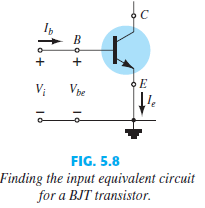 C
I_b
B
+ +
V_i V_be
E
I_e
– –
FIG. 5.8
Finding the input equivalent circuit
for a BJT transistor.